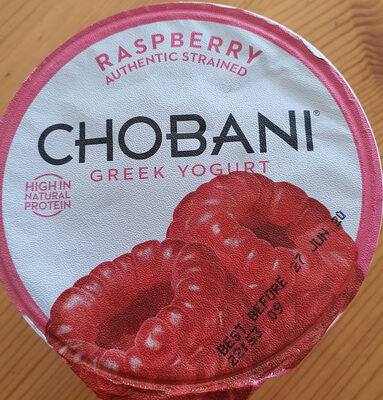 RASPBERRY
AUTHENTIC STRAINED
CHOBANI®
GREEK YOGURT
HIGH IN
NATURAL
PROTEIN
BEST BEFORE 27 JUN 20
22:53 09